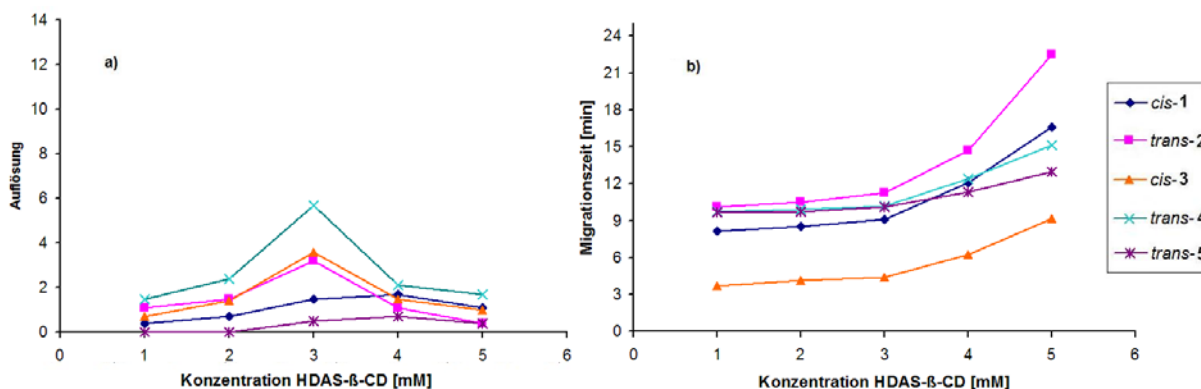 a)
Auflösung
14
12
10
8
6
4
2
0
0 1 2 3 4 5 6
Konzentration HDAS-ß-CD [mM]
b)
Migrationszeit [min]
24
21
18
15
12
9
6
3
0
0 1 2 3 4 5 6
Konzentration HDAS-ß-CD [mM]
cis-1
trans-2
cis-3
trans-4
trans-5